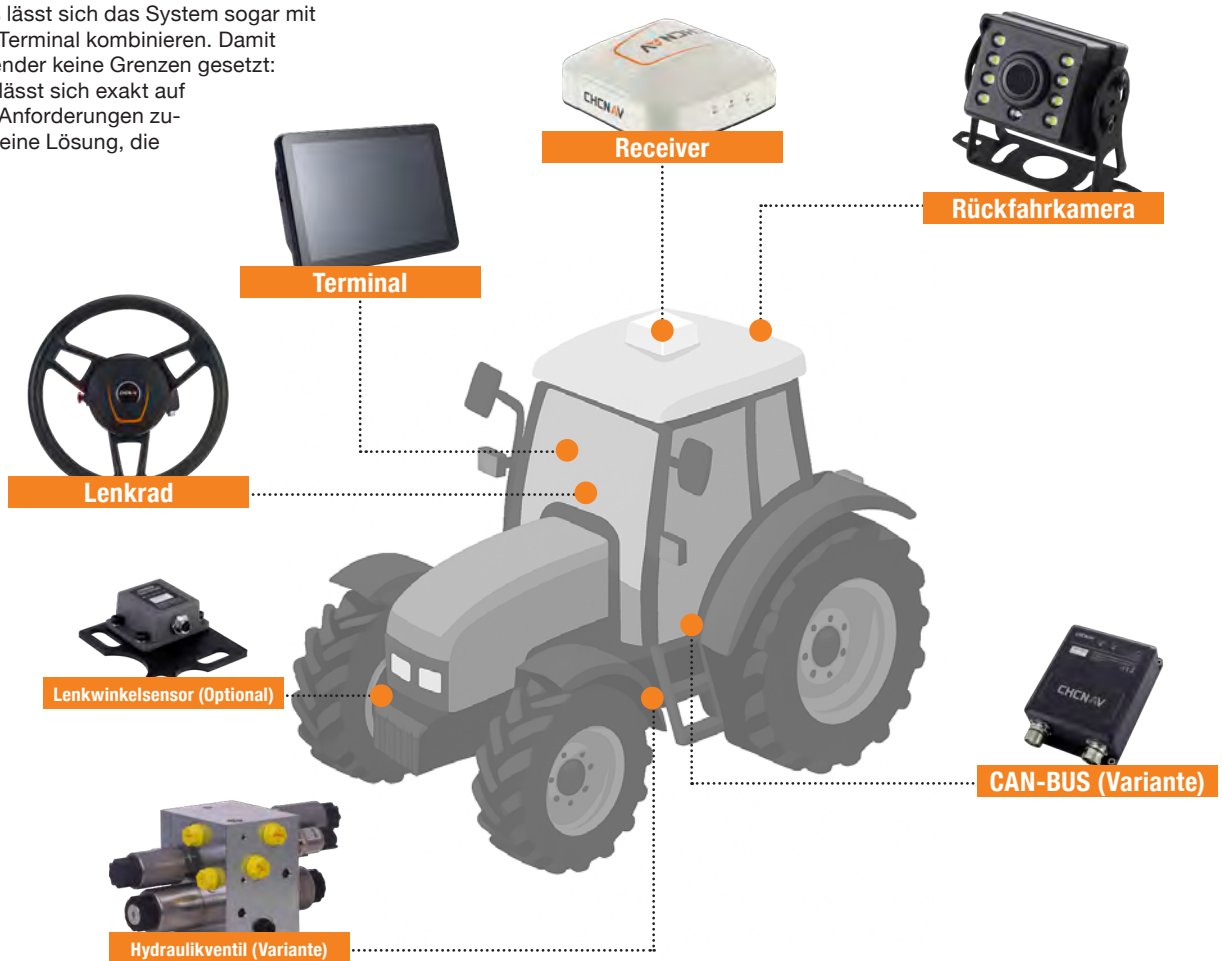 lässt sich das System sogar mit
Terminal kombinieren. Damit
keine Grenzen gesetzt:
lässt sich exakt auf
Anforderungen zu-
eine Lösung, die
CHCNAV
CHCNAV
Receiver
Rückfahrkamera
Terminal
Lenkrad
Lenkwinkelsensor (Optional)
CHCNAV
CAN-BUS (Variante)
Hydraulikventil (Variante)